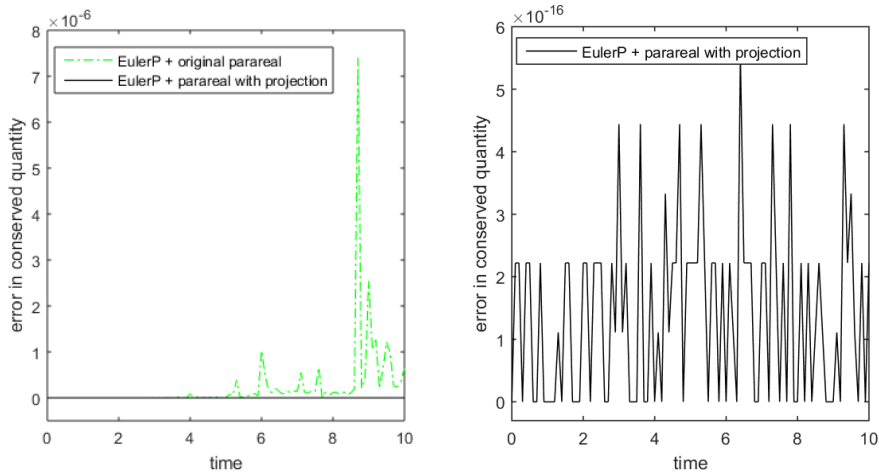 ×10⁻⁶
8
7
6
5
4
3
2
1
0
error in conserved quantity
EulerP + original parareal
EulerP + parareal with projection
0 2 4 6 8 10
time
×10⁻¹⁶
6
5
4
3
2
1
0
error in conserved quantity
EulerP + parareal with projection
0 2 4 6 8 10
time